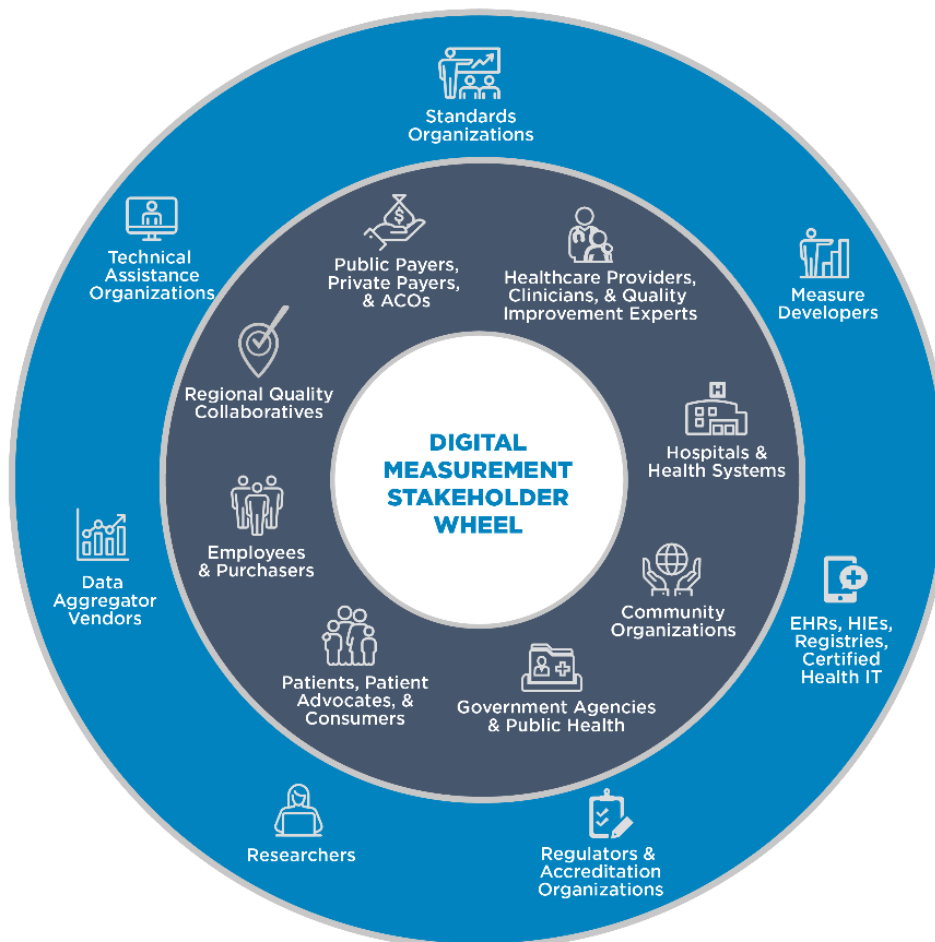 Standards
Organizations
Technical
Assistance
Organizations
Measure
Developers
Public Payers,
Private Payers,
& ACOs
Healthcare Providers,
Clinicians, & Quality
Improvement Experts
Regional Quality
Collaboratives
Hospitals &
Health Systems
H
DIGITAL
MEASUREMENT
STAKEHOLDER
WHEEL
$
Employees
& Purchasers
Community
Organizations
Data
Aggregator
Vendors
EHRs, HIEs,
Registries,
Certified
Health IT
Patients, Patient
Advocates, &
Consumers
Government Agencies
& Public Health
Researchers
Regulators &
Accreditation
Organizations